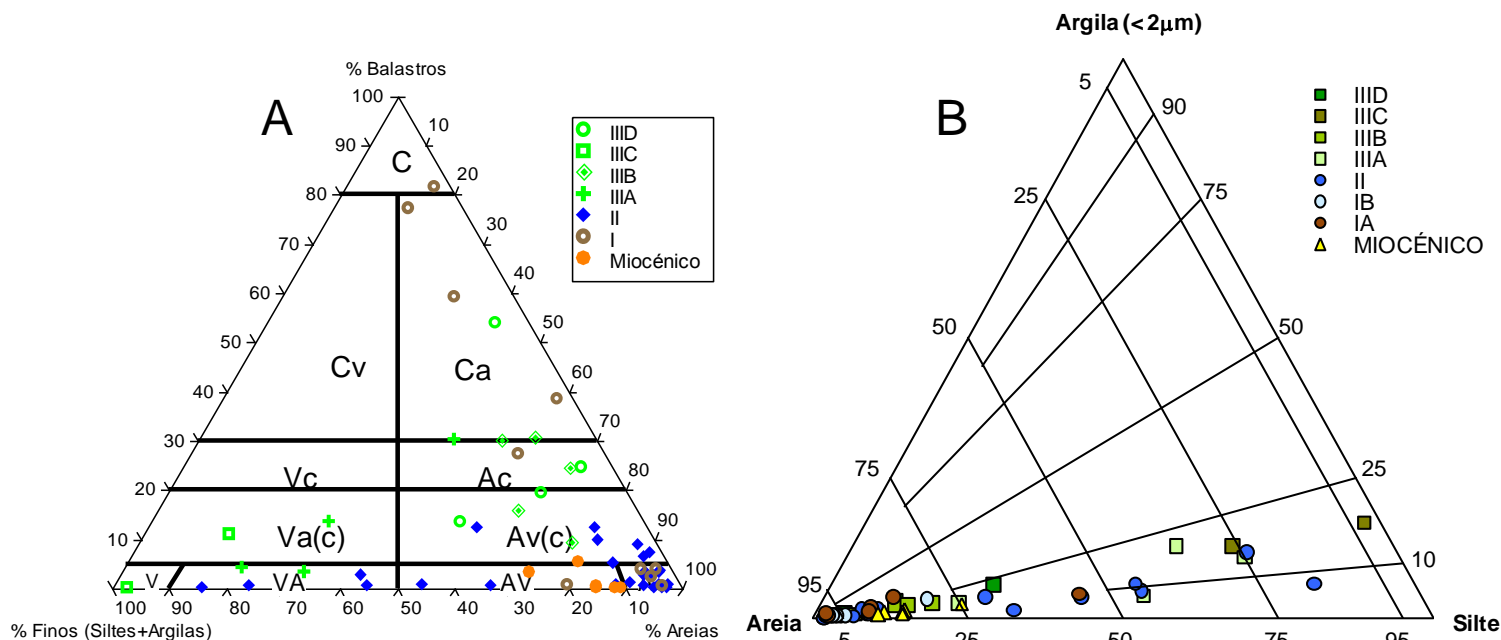 A
% Balastros
100
90
80
70
60
50
40
30
20
10
10
20
30
40
50
60
70
80
90
100
C
Cv
Ca
Vc
Ac
Va(c)
Av(c)
V
VA
AV
100 90 80 70 60 50 40 30 20 10
% Finos (Siltes+Argilas)
% Areias
IIID
IIIC
IIIB
IIIA
II
I
Miocénico
B
Argila (< 2μm)
5
90
25
75
50
50
75
25
95
10
Areia
Silte
5 25 50 75 95
IIID
IIIC
IIIB
IIIA
II
IB
IA
MIOCÉNICO